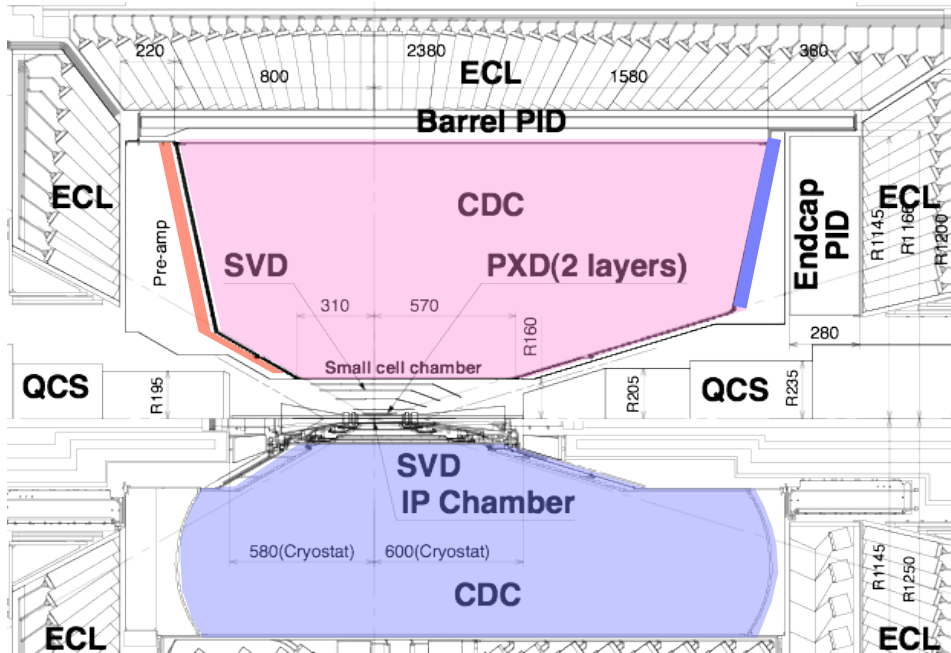 220
2380
380
800
ECL
1580
Barrel PID
ECL
CDC
ECL
Pre-amp
Endcap
PID
R1145
R1168
R1200
SVD
PXD(2 layers)
310
570
280
R160
Small cell chamber
QCS
R195
R205
QCS
R235
SVD
IP Chamber
580(Cryostat)
600(Cryostat)
CDC
R1145
R1250
ECL
ECL